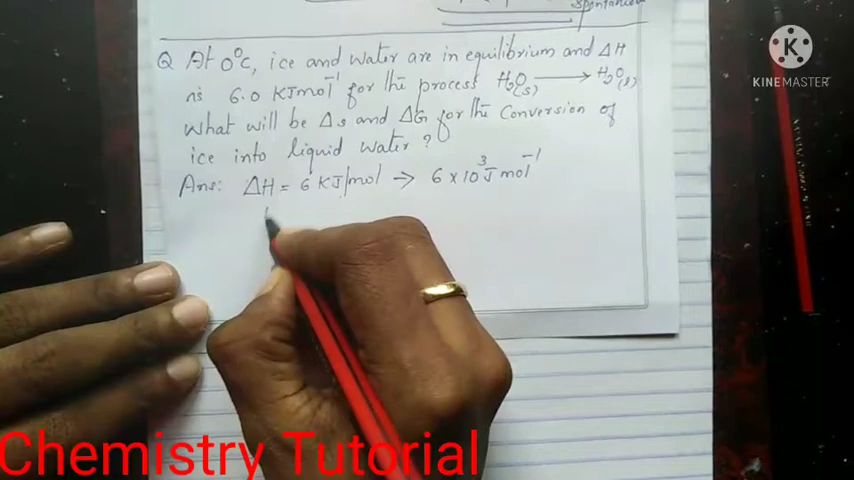 spontaneous
Q At 0°C, ice and water are in equilibrium and ΔH
is 6.0 KJmol⁻¹ for the process H₂O(s) ⟶ H₂O(l)
What will be Δs and ΔG for the Conversion of
ice into liquid water ?
Ans: ΔH = 6 KJ/mol → 6 × 10³ J mol⁻¹
K
KINEMASTER
Chemistry Tutorial